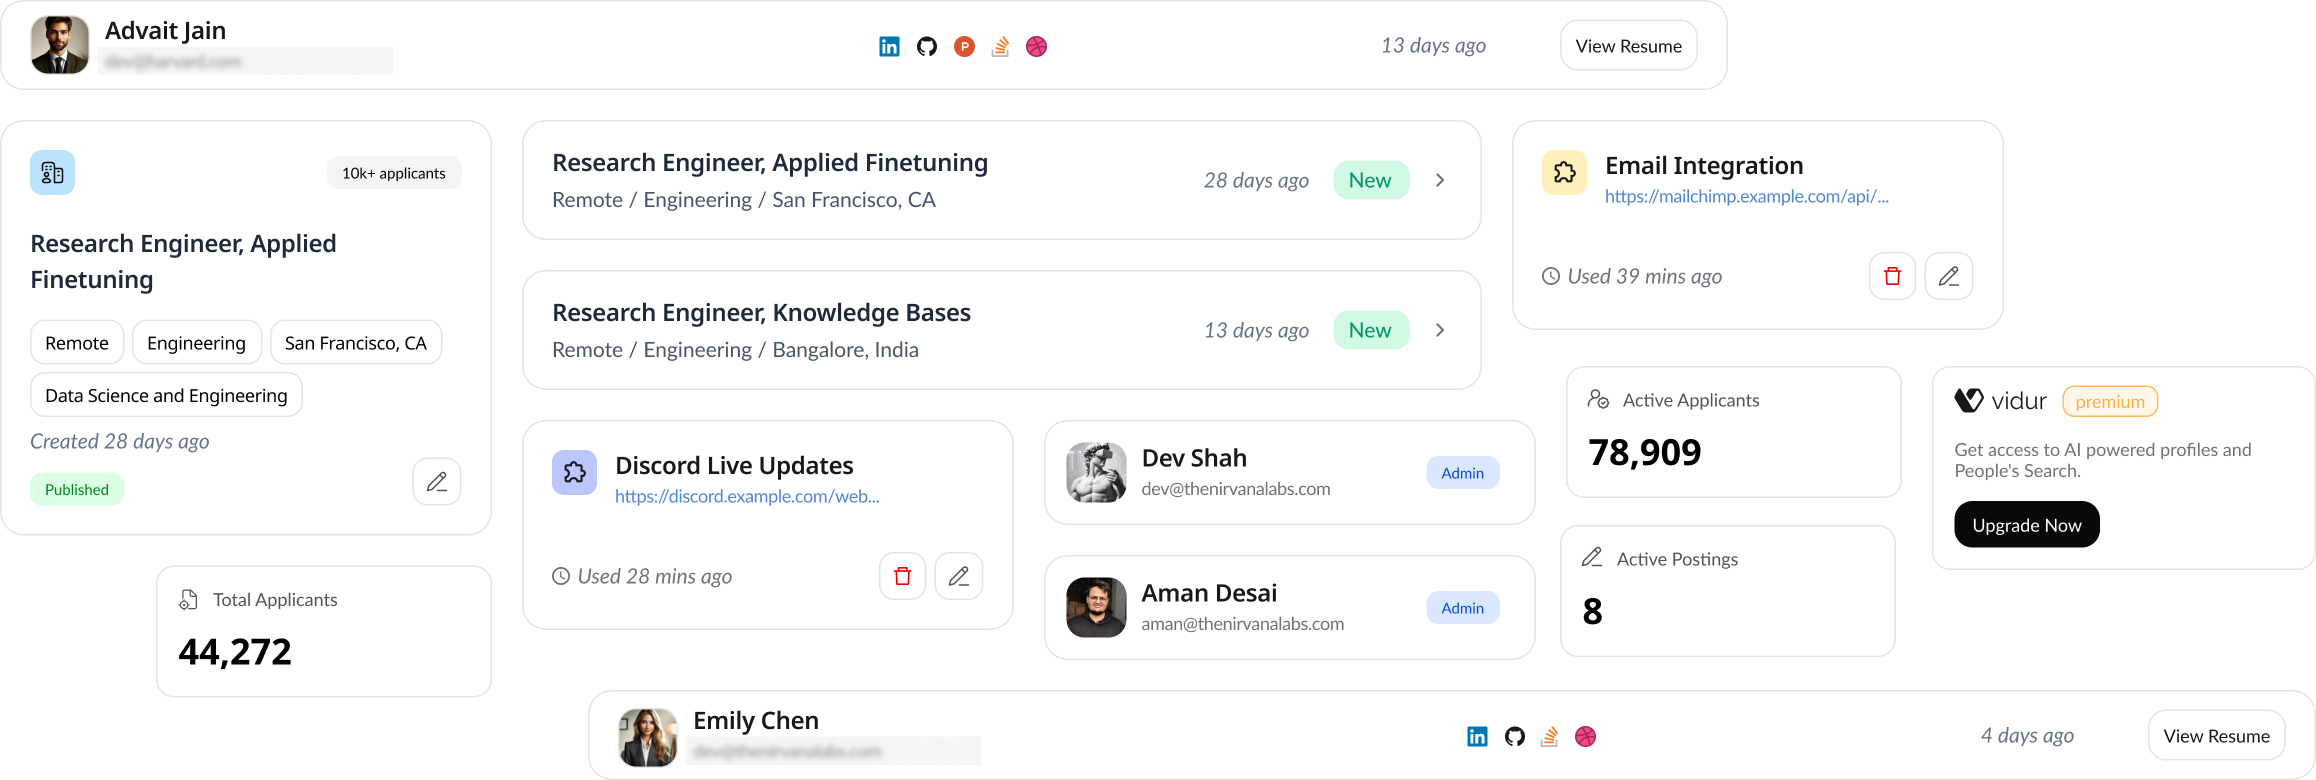 Advait Jain
13 days ago
View Resume
10k+ applicants
Research Engineer, Applied
Finetuning
Remote
Engineering
San Francisco, CA
Data Science and Engineering
Created 28 days ago
Published
Research Engineer, Applied Finetuning
Remote / Engineering / San Francisco, CA
28 days ago
New
Research Engineer, Knowledge Bases
Remote / Engineering / Bangalore, India
13 days ago
New
Email Integration
https://mailchimp.example.com/api/...
Used 39 mins ago
Discord Live Updates
https://discord.example.com/web...
Used 28 mins ago
Dev Shah
dev@thenirvanalabs.com
Admin
Aman Desai
aman@thenirvanalabs.com
Admin
Active Applicants
78,909
Active Postings
8
vidur
premium
Get access to AI powered profiles and
People's Search.
Upgrade Now
Total Applicants
44,272
Emily Chen
4 days ago
View Resume